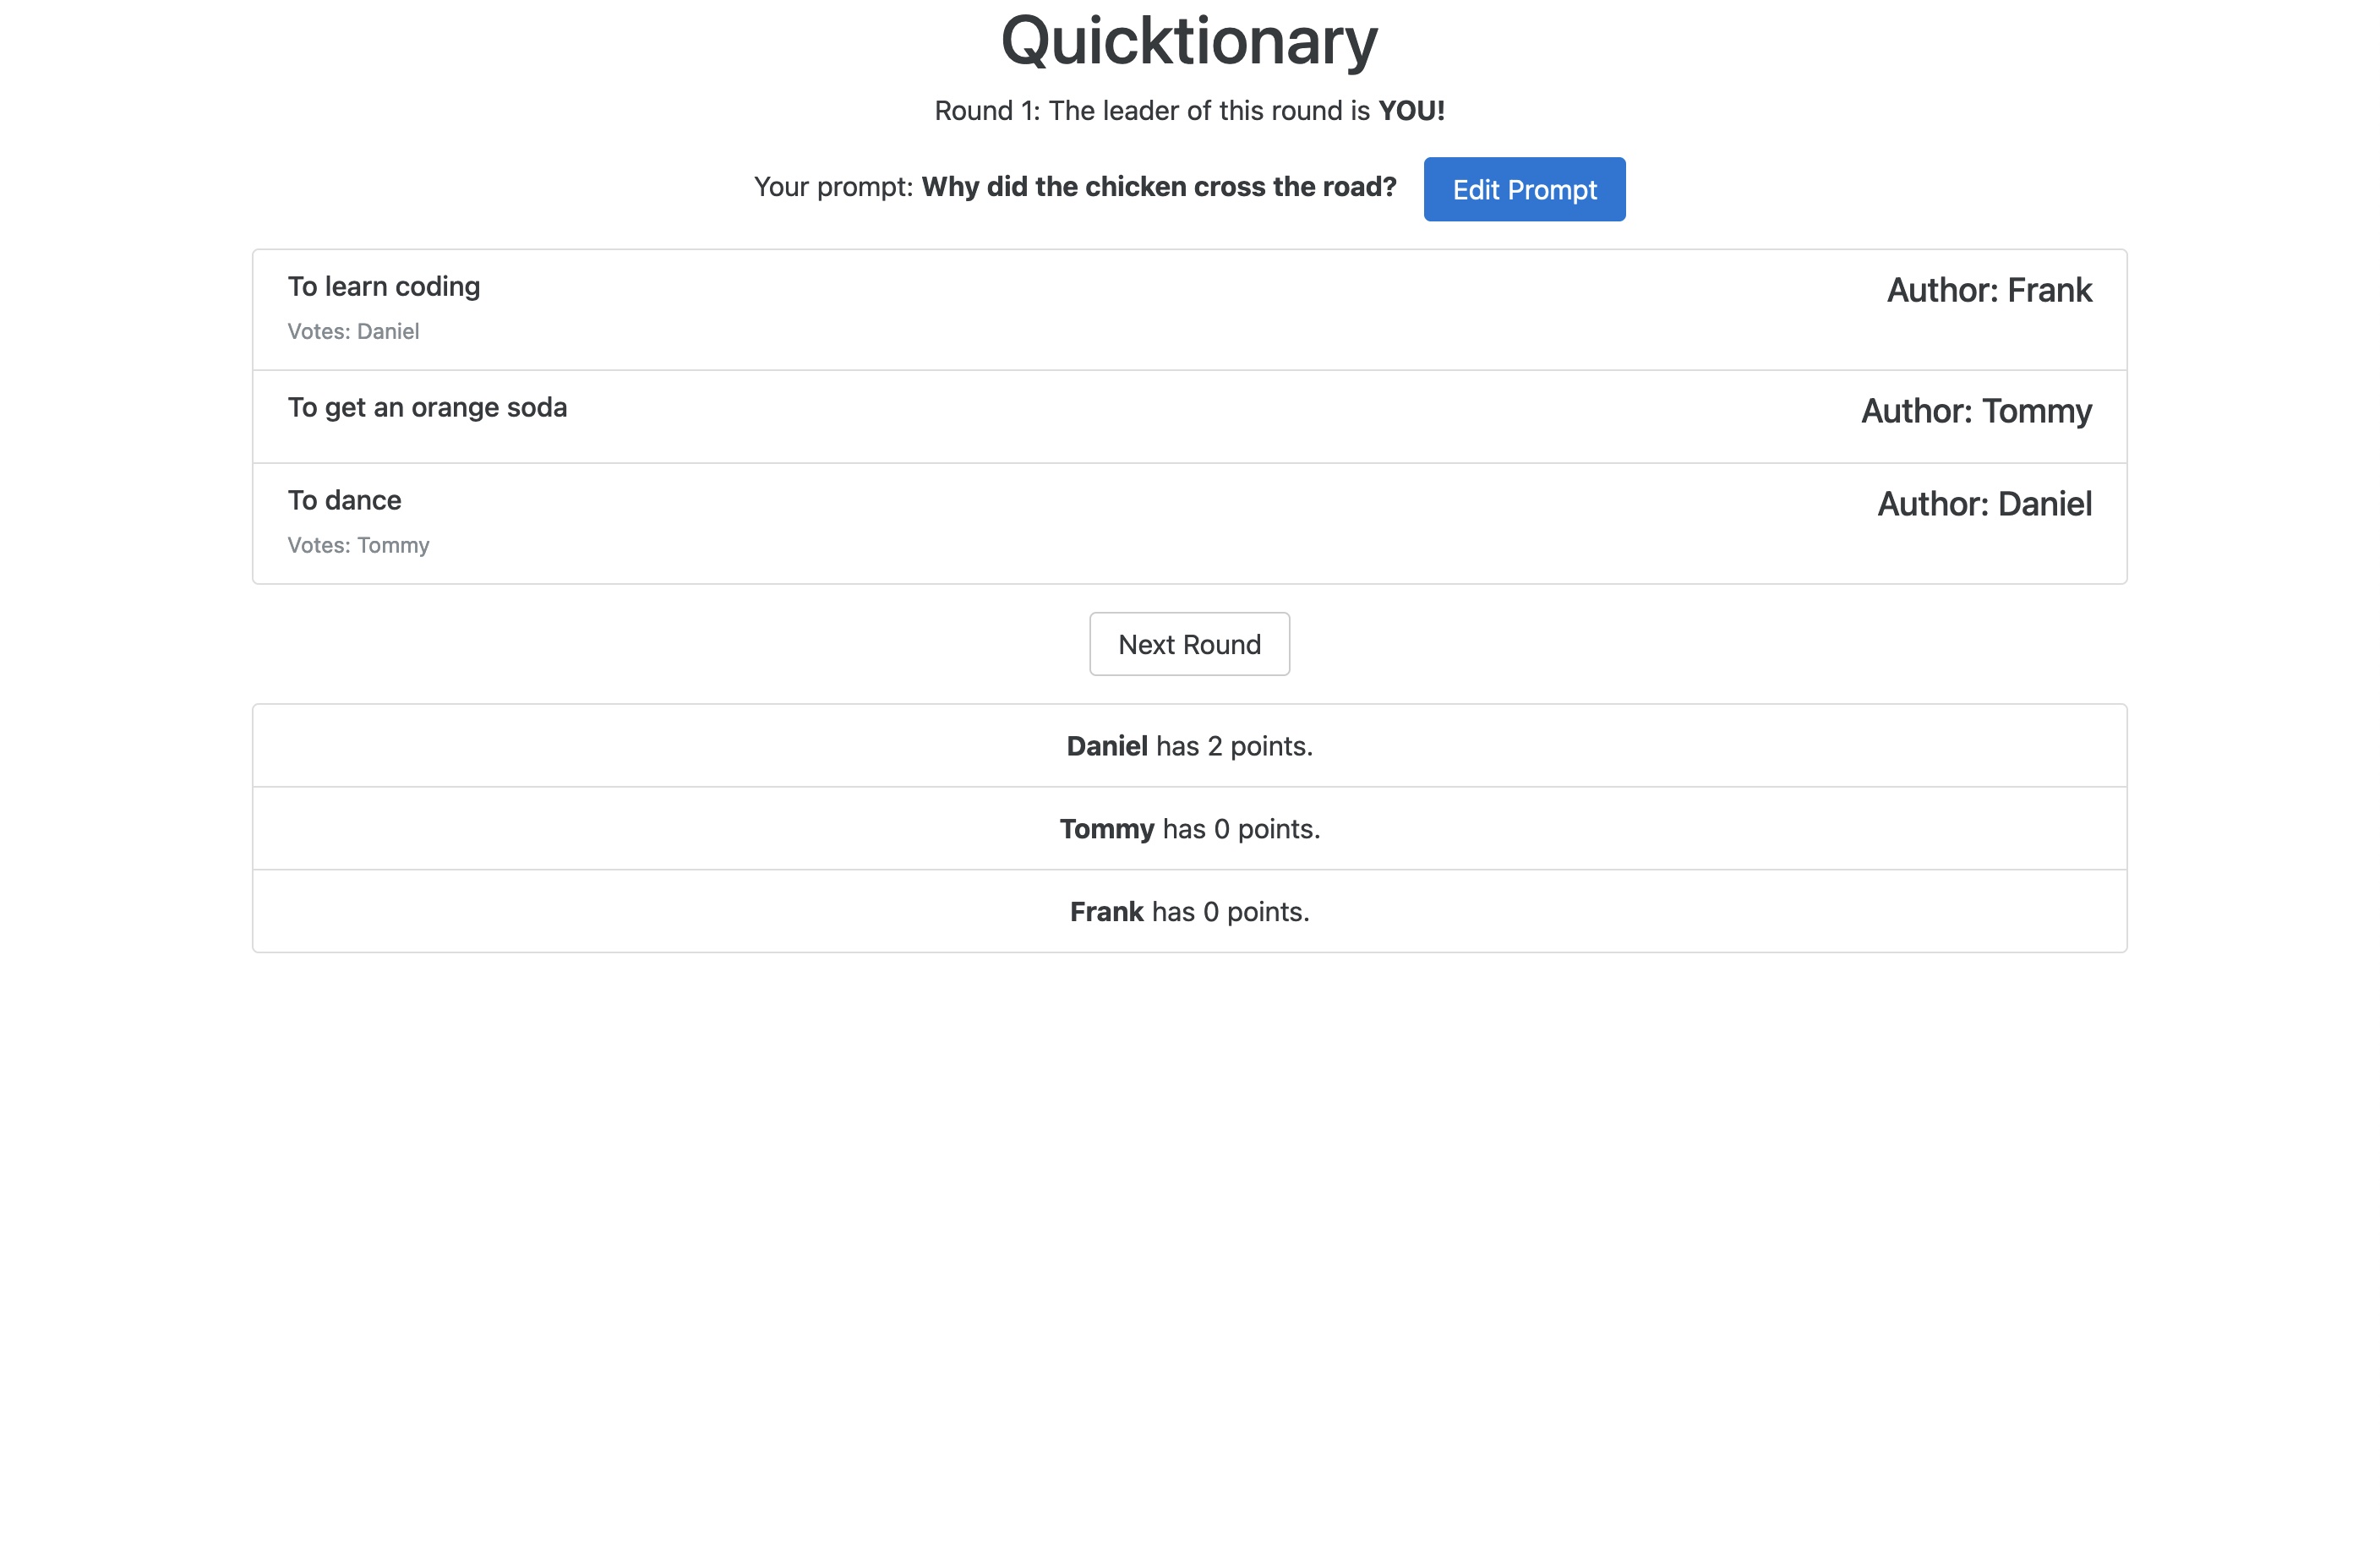 Quicktionary
Round 1: The leader of this round is YOU!
Your prompt: Why did the chicken cross the road?
Edit Prompt
To learn coding
Author: Frank
Votes: Daniel
To get an orange soda
Author: Tommy
To dance
Author: Daniel
Votes: Tommy
Next Round
Daniel has 2 points.
Tommy has 0 points.
Frank has 0 points.